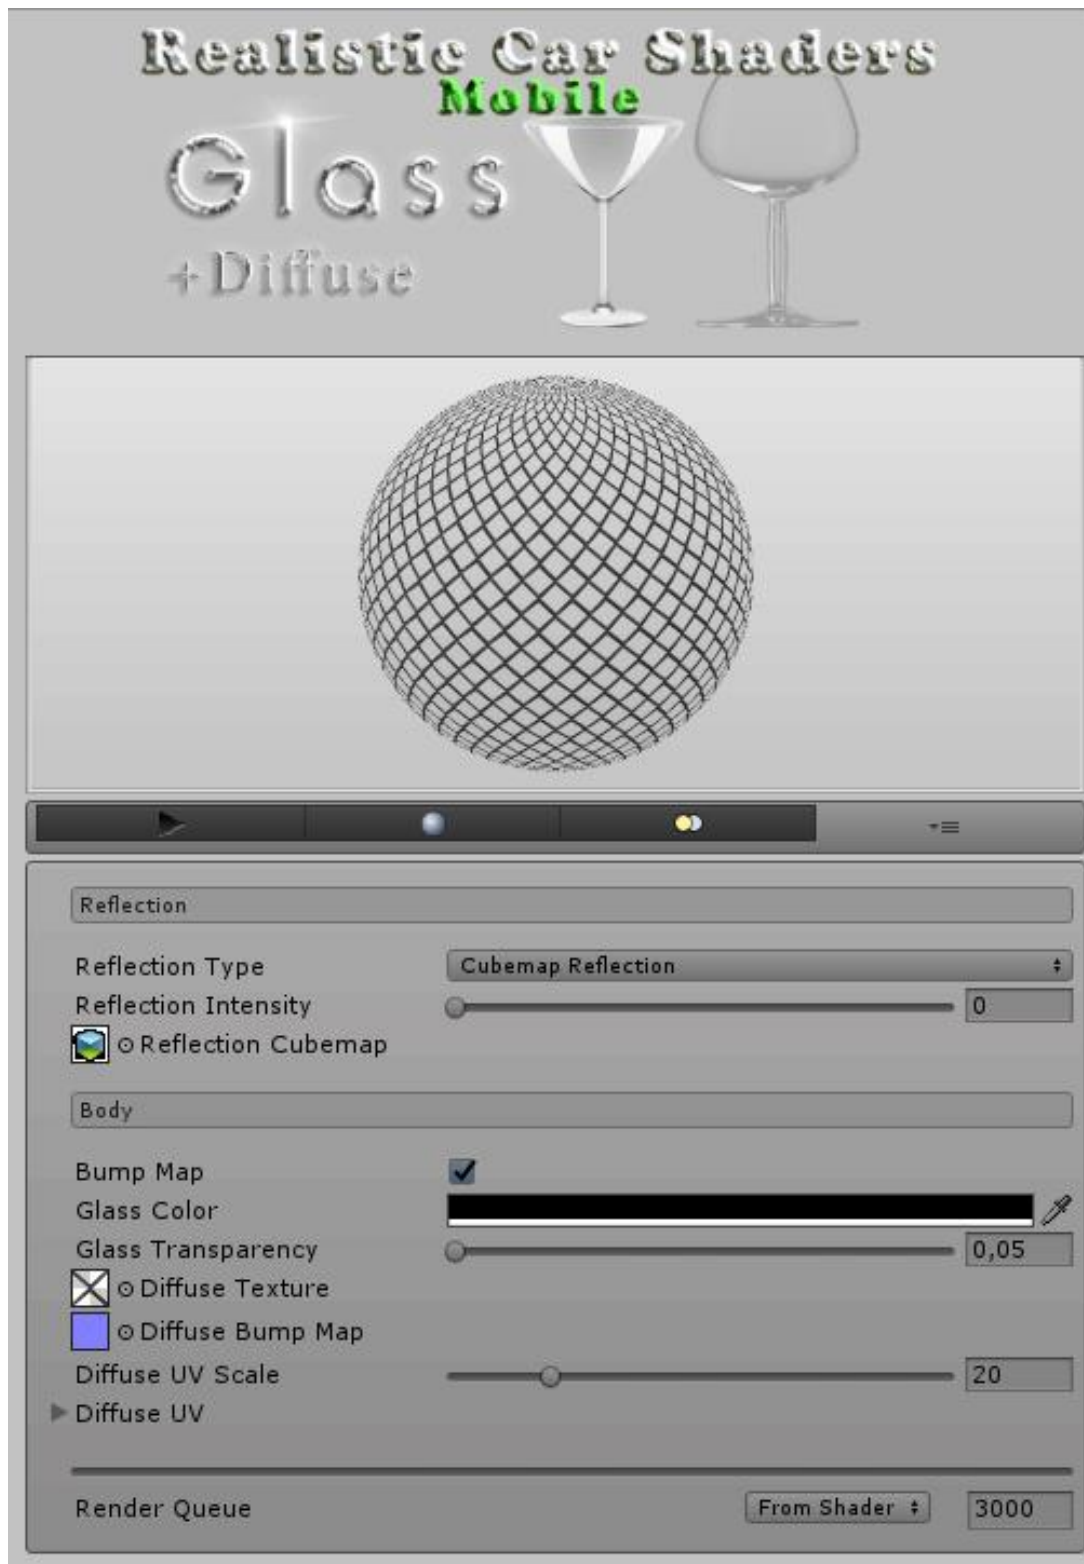 Realistic Car Shaders
Mobile
Glass
+Diffuse
Reflection
Reflection Type Cubemap Reflection
Reflection Intensity 0
Reflection Cubemap
Body
Bump Map
Glass Color
Glass Transparency 0,05
Diffuse Texture
Diffuse Bump Map
Diffuse UV Scale 20
Diffuse UV
Render Queue From Shader 3000